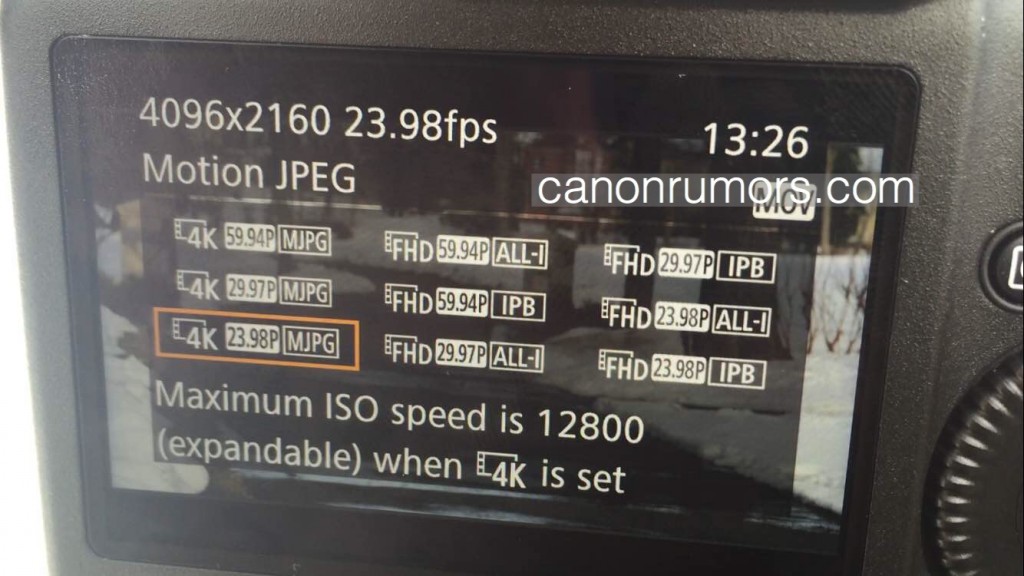 4096x2160 23.98fps 13:26
Motion JPEG
canonrumors.com
MOV
4K 59.94P MJPG FHD 59.94P ALL-I FHD 29.97P IPB
4K 29.97P MJPG FHD 59.94P IPB FHD 23.98P ALL-I
4K 23.98P MJPG FHD 29.97P ALL-I FHD 23.98P IPB
Maximum ISO speed is 12800
(expandable) when 4K is set